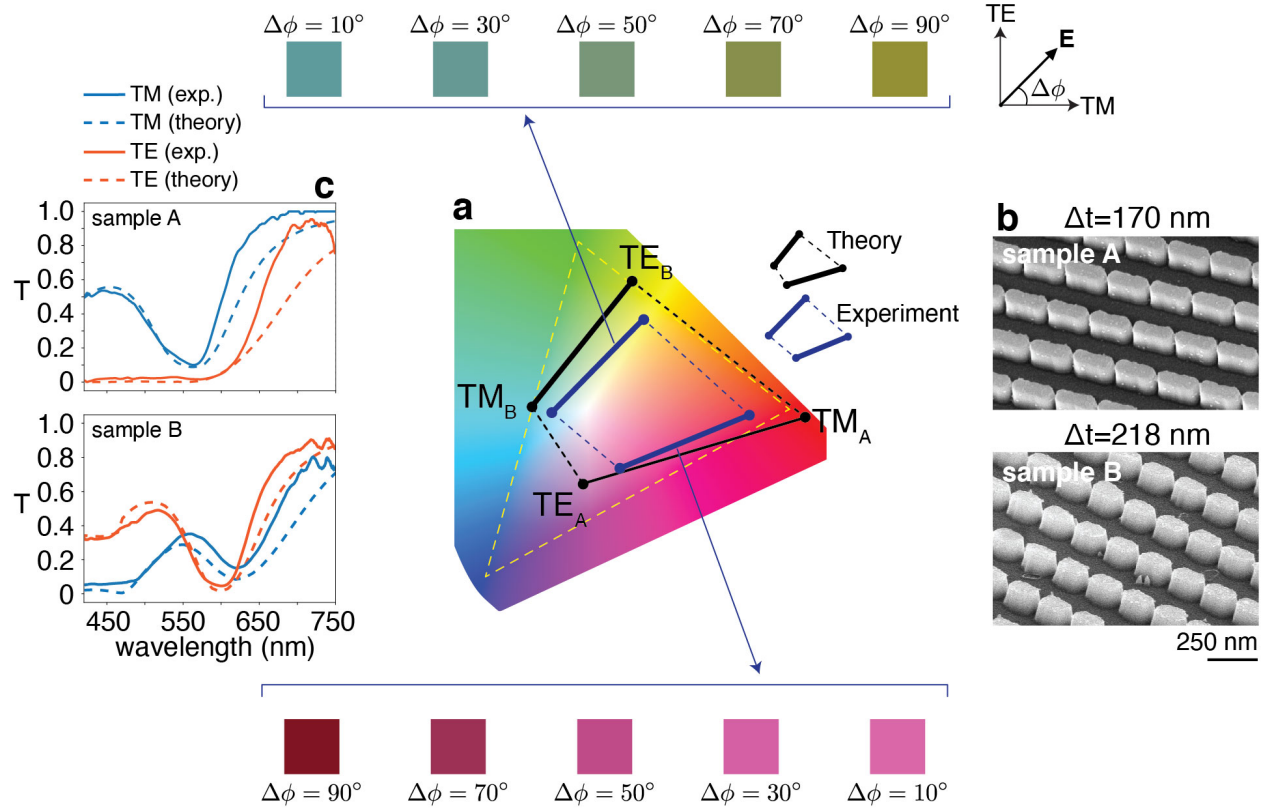 Δϕ = 10° Δϕ = 30° Δϕ = 50° Δϕ = 70° Δϕ = 90°
TE
E
Δϕ
TM
TM (exp.)
TM (theory)
TE (exp.)
TE (theory)
c
sample A
1.0
0.8
0.6
0.4
0.2
0
T
sample B
1.0
0.8
0.6
0.4
0.2
0
T
450 550 650 750
wavelength (nm)
a
TE_B
TM_B
TM_A
TE_A
Theory
Experiment
b
Δt=170 nm
sample A
Δt=218 nm
sample B
250 nm
Δϕ = 90° Δϕ = 70° Δϕ = 50° Δϕ = 30° Δϕ = 10°